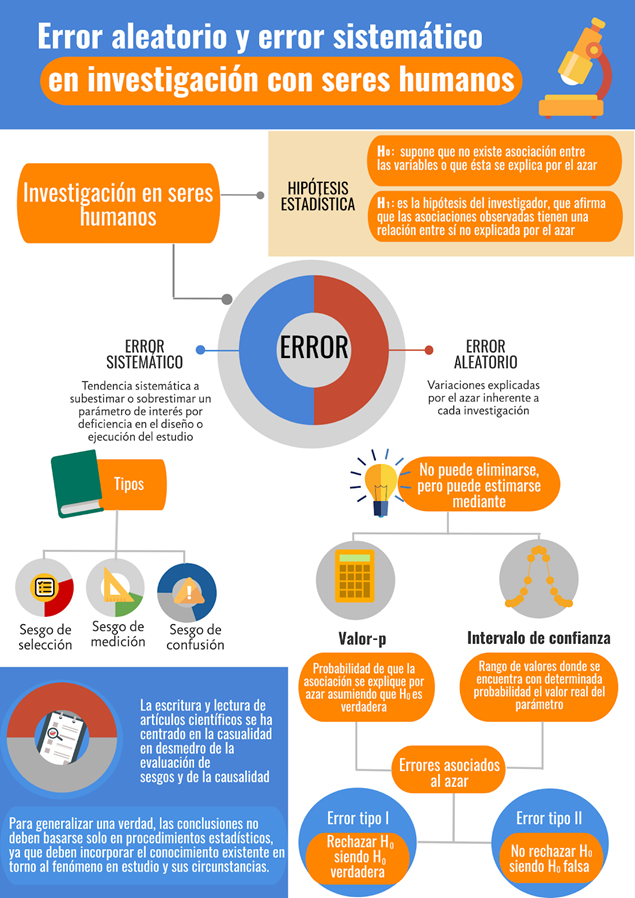 Error aleatorio y error sistemático
en investigación con seres humanos
Investigación en seres
humanos
HIPÓTESIS
ESTADÍSTICA
H0: supone que no existe asociación entre
las variables o que ésta se explica por el azar
H1: es la hipótesis del investigador, que afirma
que las asociaciones observadas tienen una
relación entre sí no explicada por el azar
ERROR
ERROR
SISTEMÁTICO
Tendencia sistemática a
subestimar o sobrestimar un
parámetro de interés por
deficiencia en el diseño o
ejecución del estudio
ERROR
ALEATORIO
Variaciones explicadas
por el azar inherente a
cada investigación
Tipos
Sesgo de
selección
Sesgo de
medición
Sesgo de
confusión
No puede eliminarse,
pero puede estimarse
mediante
Valor-p
Probabilidad de que la
asociación se explique por
azar asumiendo que H0 es
verdadera
Intervalo de confianza
Rango de valores donde se
encuentra con determinada
probabilidad el valor real del
parámetro
Errores asociados
al azar
Error tipo I
Rechazar H0
siendo H0
verdadera
Error tipo II
No rechazar H0
siendo H0 falsa
La escritura y lectura de
artículos científicos se ha
centrado en la casualidad
en desmedro de la
evaluación de
sesgos y de la causalidad
Para generalizar una verdad, las conclusiones no
deben basarse solo en procedimientos estadísticos,
ya que deben incorporar el conocimiento existente en
torno al fenómeno en estudio y sus circunstancias.